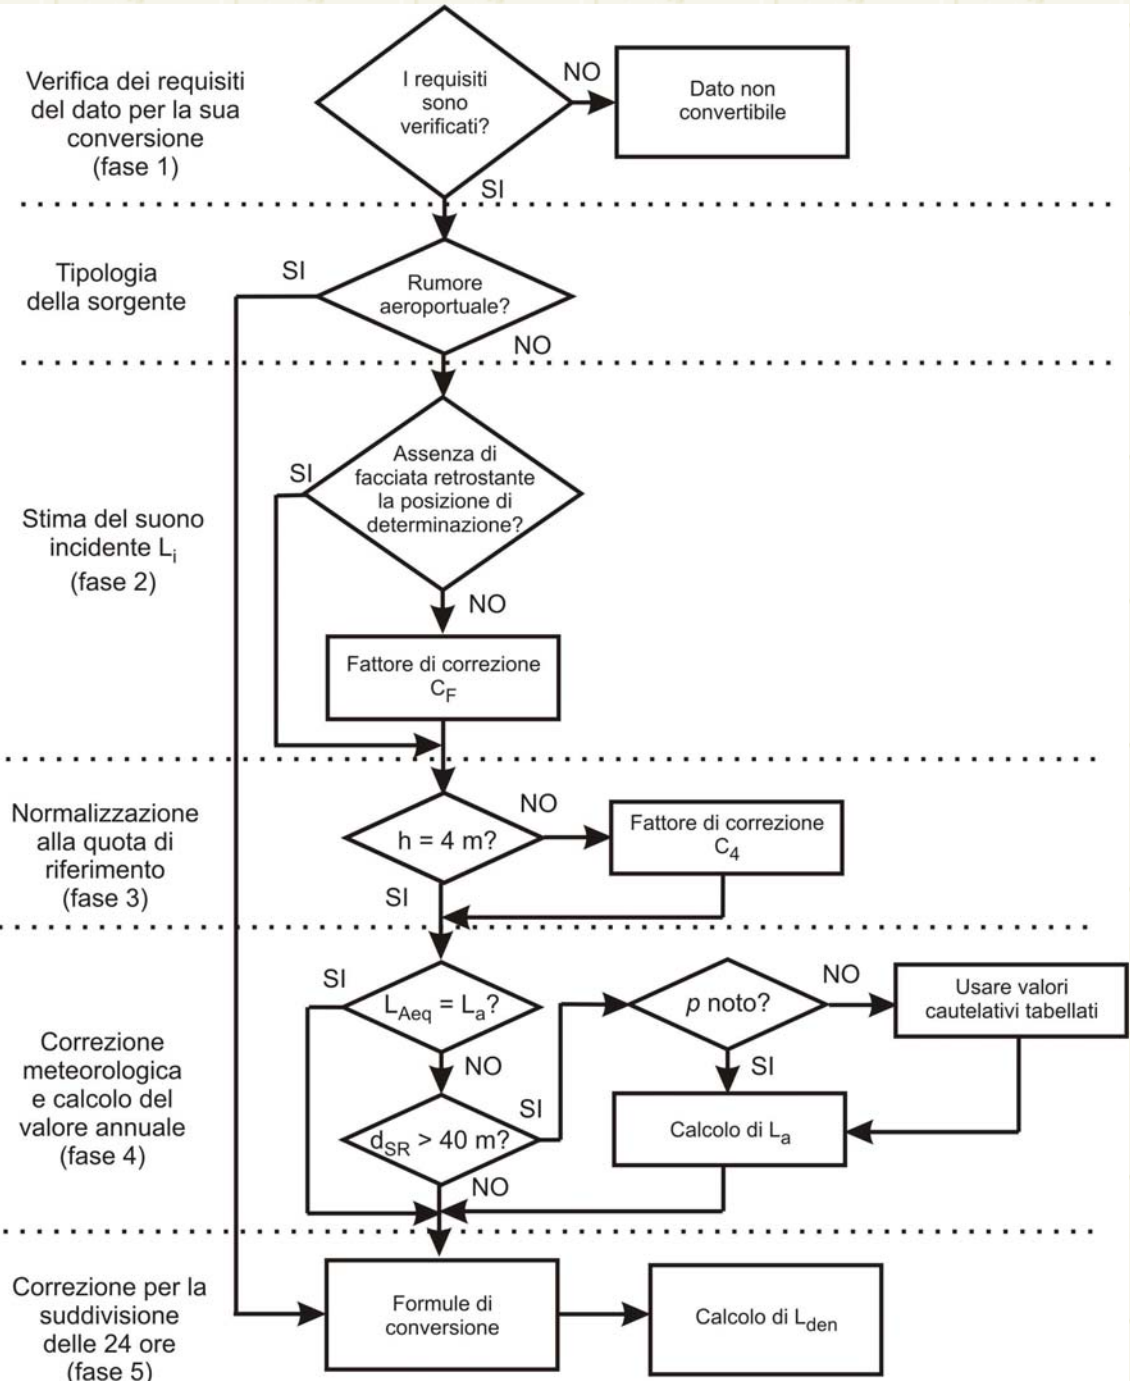 Verifica dei requisiti
del dato per la sua
conversione
(fase 1)
I requisiti
sono
verificati?
NO
Dato non
convertibile
SI
Tipologia
della sorgente
SI
Rumore
aeroportuale?
NO
Stima del suono
incidente Li
(fase 2)
SI
Assenza di
facciata retrostante
la posizione di
determinazione?
NO
Fattore di correzione
CF
Normalizzazione
alla quota di
riferimento
(fase 3)
h = 4 m?
NO
Fattore di correzione
C4
SI
Correzione
meteorologica
e calcolo del
valore annuale
(fase 4)
SI
LAeq = La?
NO
dSR > 40 m?
SI
NO
p noto?
NO
Usare valori
cautelativi tabellati
SI
Calcolo di La
Correzione per la
suddivisione
delle 24 ore
(fase 5)
Formule di
conversione
Calcolo di Lden